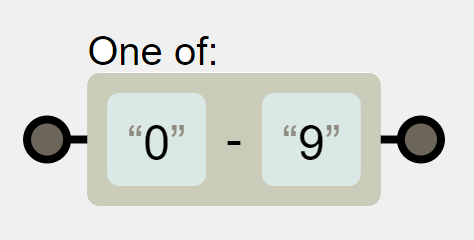 One of:
“0” - “9”